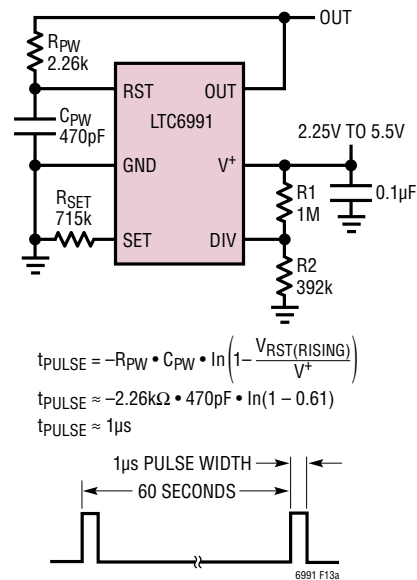 OUT
RPW
2.26k
RST
OUT
LTC6991
CPW
470pF
2.25V TO 5.5V
GND
V+
RSET
715k
R1
1M
0.1µF
SET
DIV
R2
392k
tPULSE = –RPW • CPW • ln(1– VRST(RISING)/V+)
tPULSE ≈ –2.26kΩ • 470pF • ln(1 – 0.61)
tPULSE ≈ 1µs
1µs PULSE WIDTH
60 SECONDS
6991 F13a